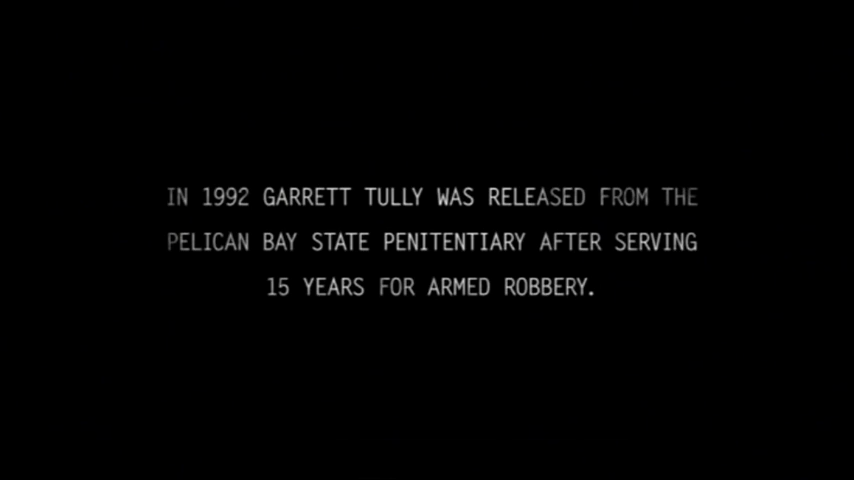 IN 1992 GARRETT TULLY WAS RELEASED FROM THE
PELICAN BAY STATE PENITENTIARY AFTER SERVING
15 YEARS FOR ARMED ROBBERY.